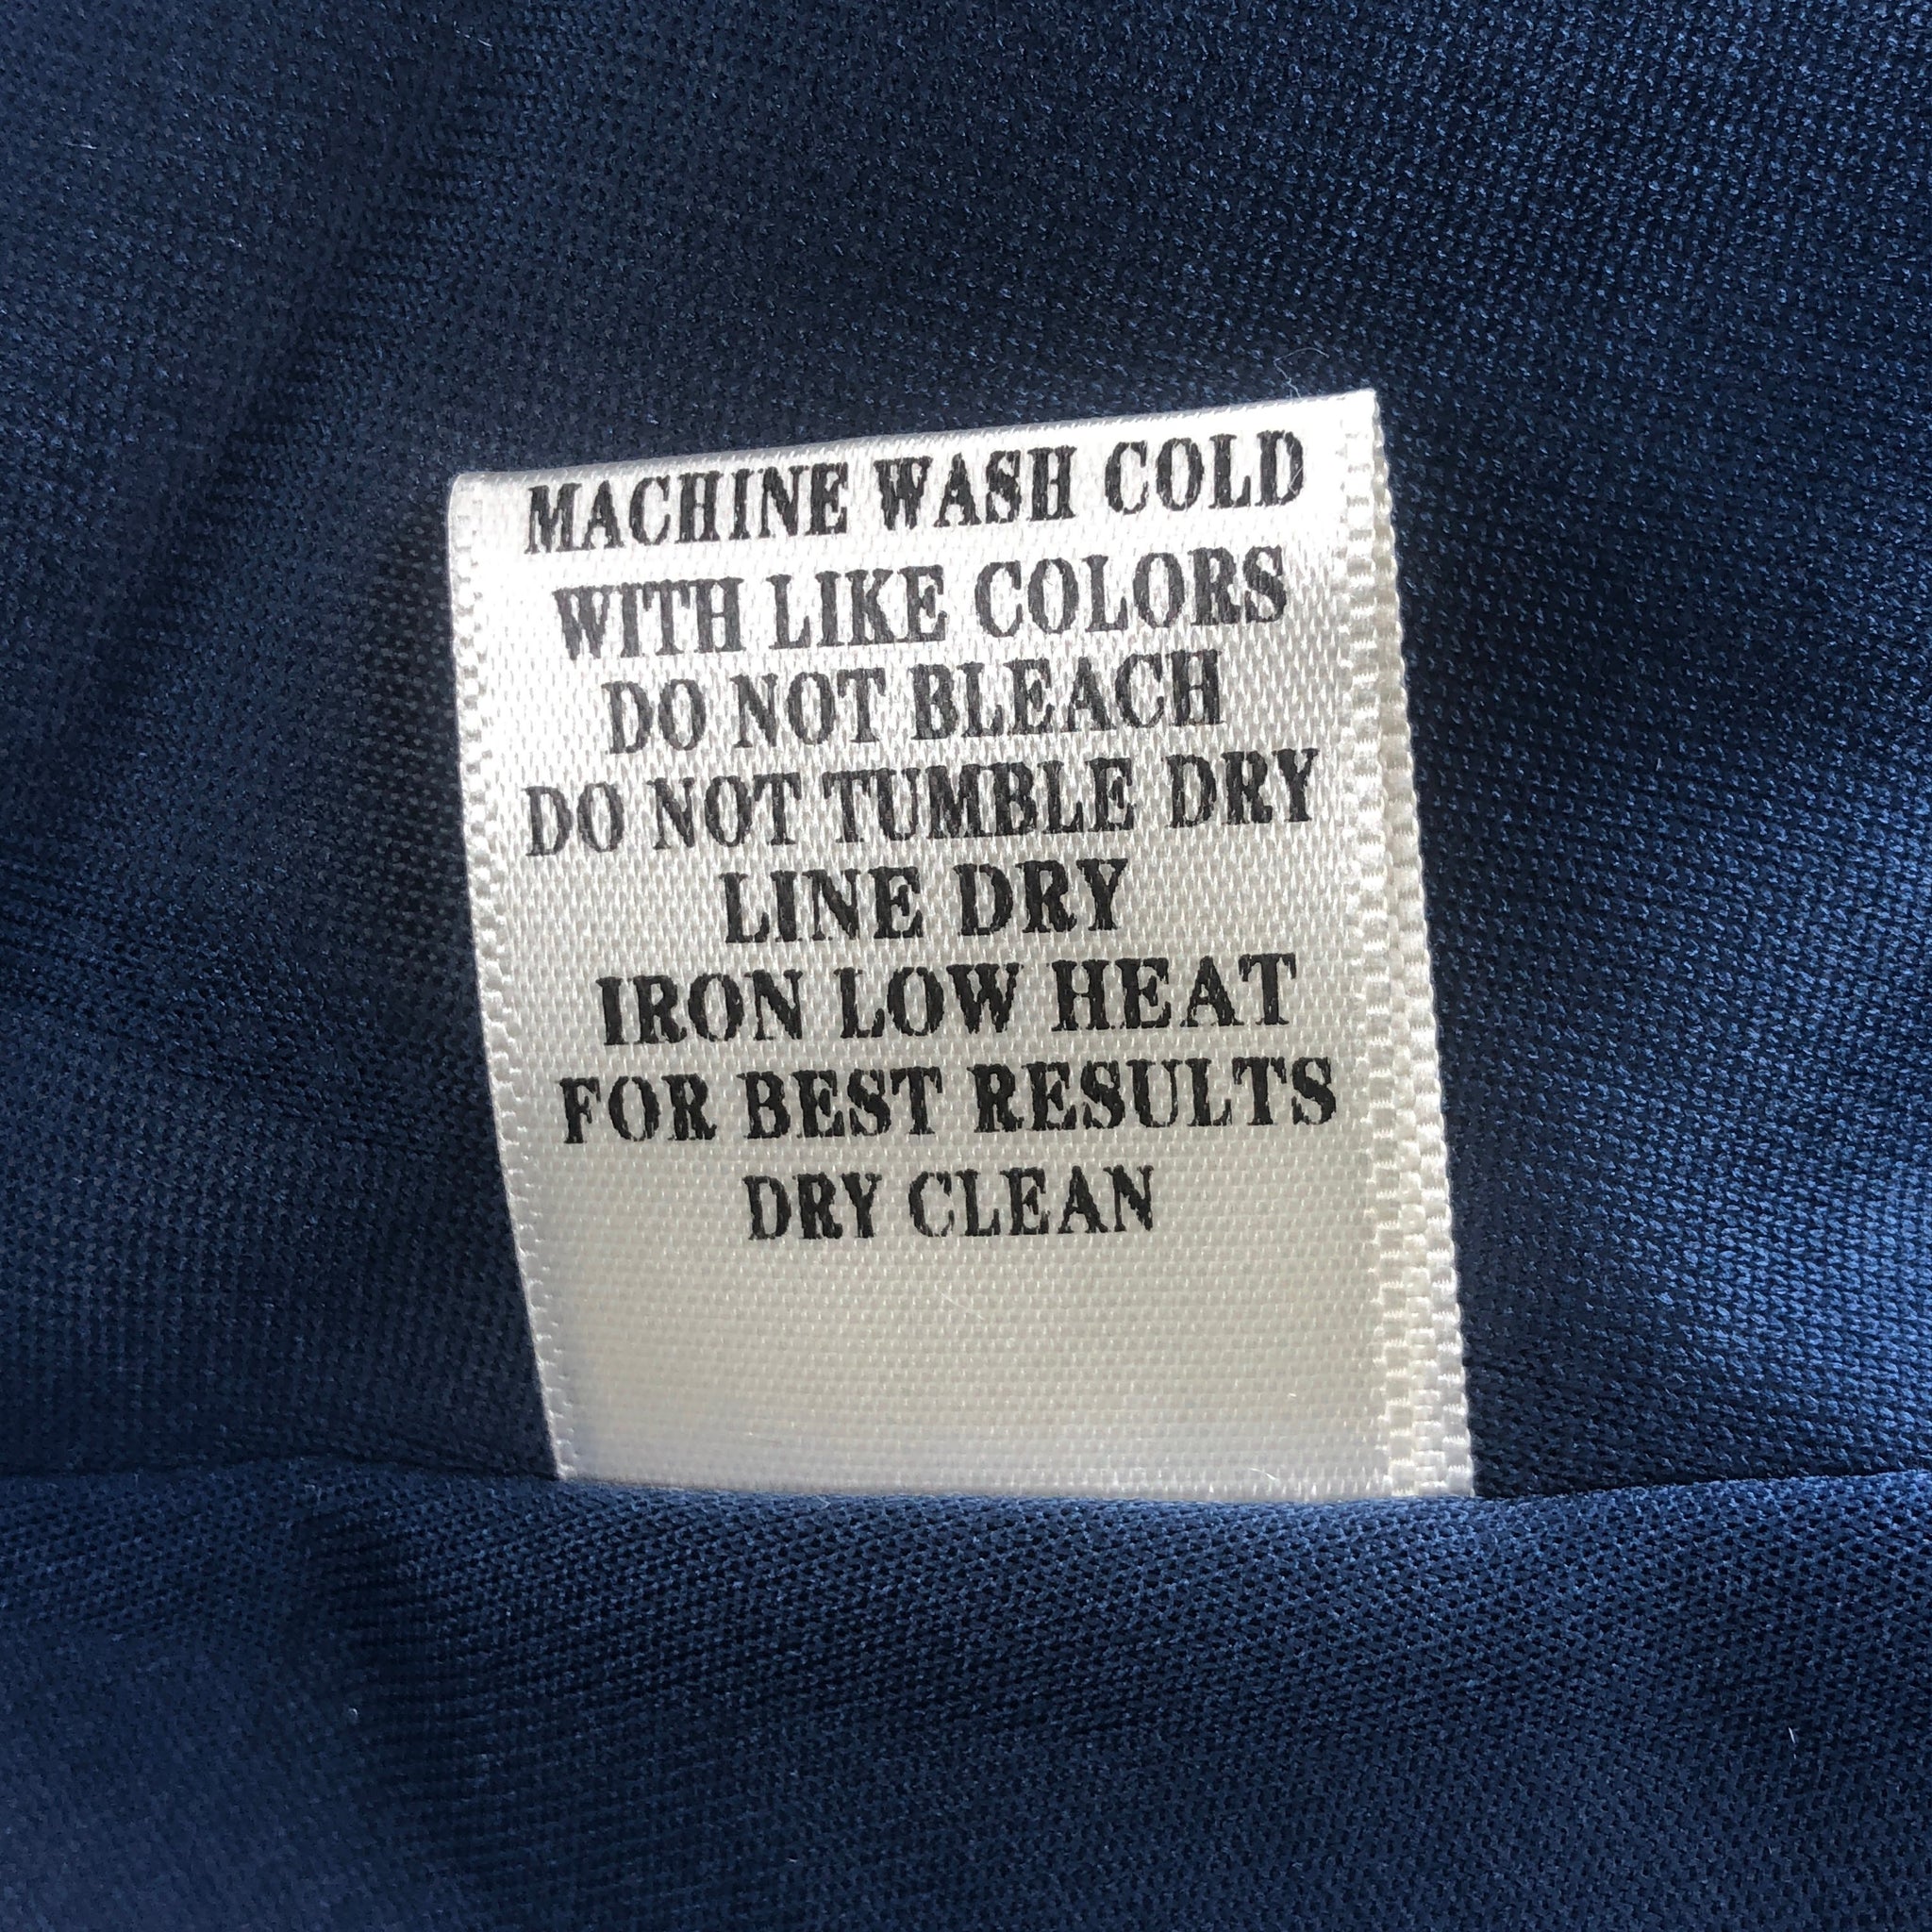 MACHINE WASH COLD
WITH LIKE COLORS
DO NOT BLEACH
DO NOT TUMBLE DRY
LINE DRY
IRON LOW HEAT
FOR BEST RESULTS
DRY CLEAN